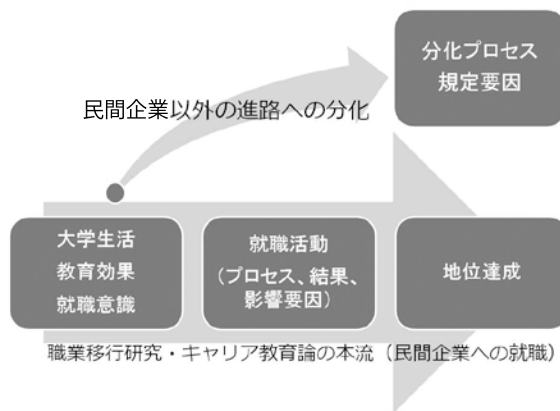 分化プロセス
規定要因
民間企業以外の進路への分化
大学生活
教育効果
就職意識
就職活動
(プロセス、結果、
影響要因)
地位達成
職業移行研究・キャリア教育論の本流（民間企業への就職)